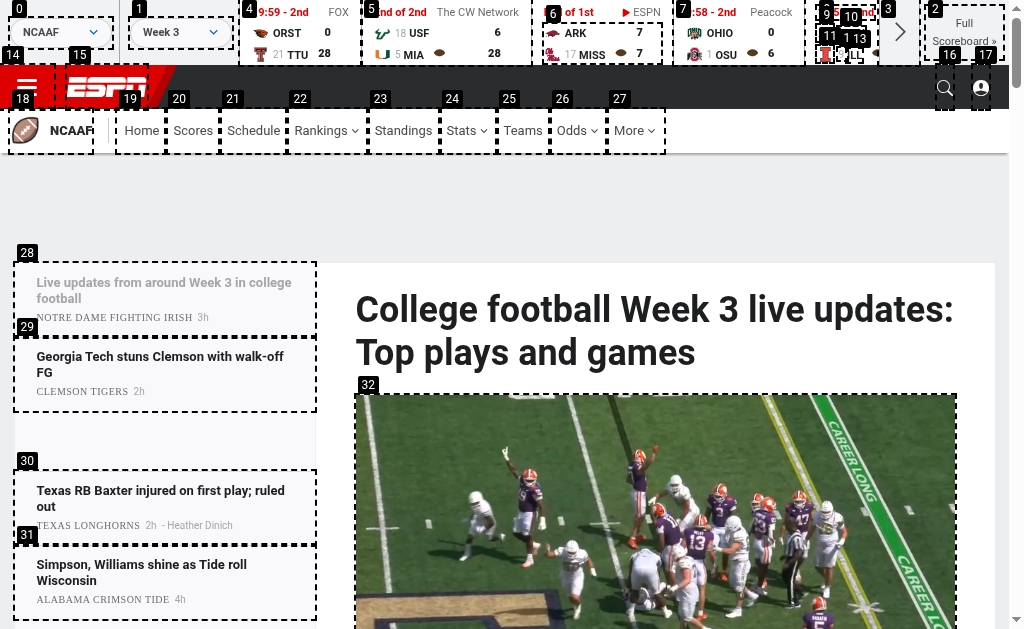 0
1
4
5
6
7
9
10
3
2
NCAAF
Week 3
9:59 - 2nd FOX
ORST 0
21 TTU 28
End of 2nd The CW Network
18 USF 6
5 MIA 28
of 1st ESPN
ARK 7
17 MISS 7
:58 - 2nd Peacock
OHIO 0
1 OSU 6
11
13
Full
Scoreboard »
14
15
16
17
ESPN
18
19
20
21
22
23
24
25
26
27
NCAAF
Home
Scores
Schedule
Rankings
Standings
Stats
Teams
Odds
More
28
Live updates from around Week 3 in college
football
NOTRE DAME FIGHTING IRISH 3h
29
Georgia Tech stuns Clemson with walk-off
FG
CLEMSON TIGERS 2h
30
Texas RB Baxter injured on first play; ruled
out
TEXAS LONGHORNS 2h - Heather Dinich
31
Simpson, Williams shine as Tide roll
Wisconsin
ALABAMA CRIMSON TIDE 4h
College football Week 3 live updates:
Top plays and games
32
CAREER LONG
CAREER LO
13